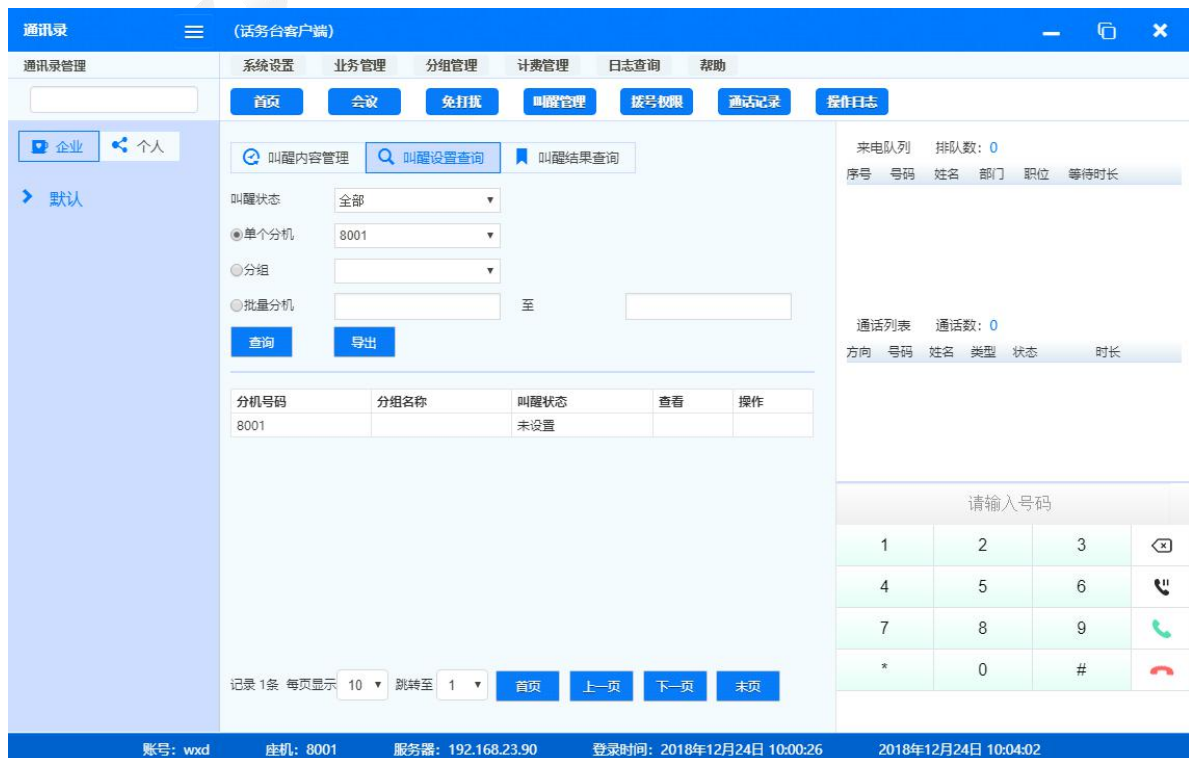 通讯录 (话务台客户端)
通讯录管理 系统设置 业务管理 分组管理 计费管理 日志查询 帮助
首页 会议 免打扰 叫醒管理 拨号权限 通话记录 操作日志
企业 个人
默认
叫醒内容管理 叫醒设置查询 叫醒结果查询
叫醒状态 全部
单个分机 8001
分组
批量分机 至
查询 导出
分机号码 分组名称 叫醒状态 查看 操作
8001 未设置
记录 1条 每页显示 10 跳转至 1 首页 上一页 下一页 末页
来电队列 排队数: 0
序号 号码 姓名 部门 职位 等待时长
通话列表 通话数: 0
方向 号码 姓名 类型 状态 时长
请输入号码
1 2 3
4 5 6
7 8 9
* 0 #
账号: wxd 座机: 8001 服务器: 192.168.23.90 登录时间: 2018年12月24日 10:00:26 2018年12月24日 10:04:02